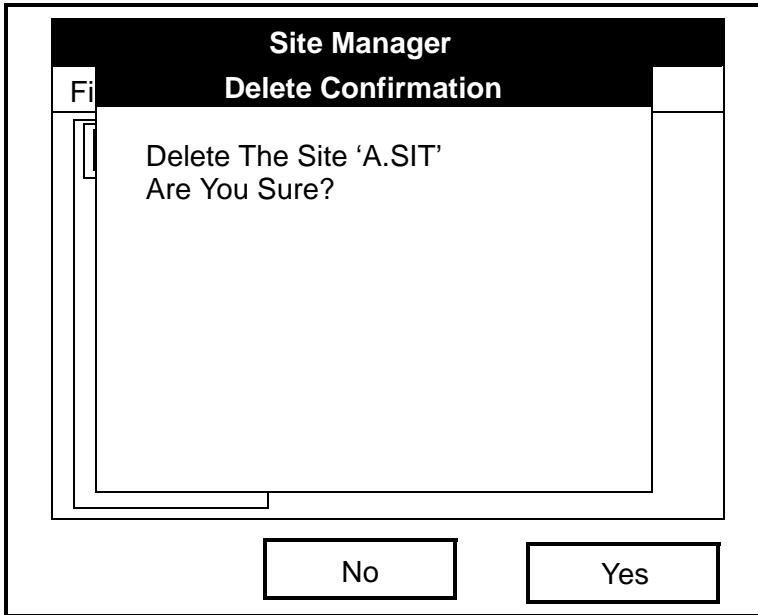 Site Manager
Fi
Delete Confirmation
Delete The Site ‘A.SIT’
Are You Sure?
No
Yes